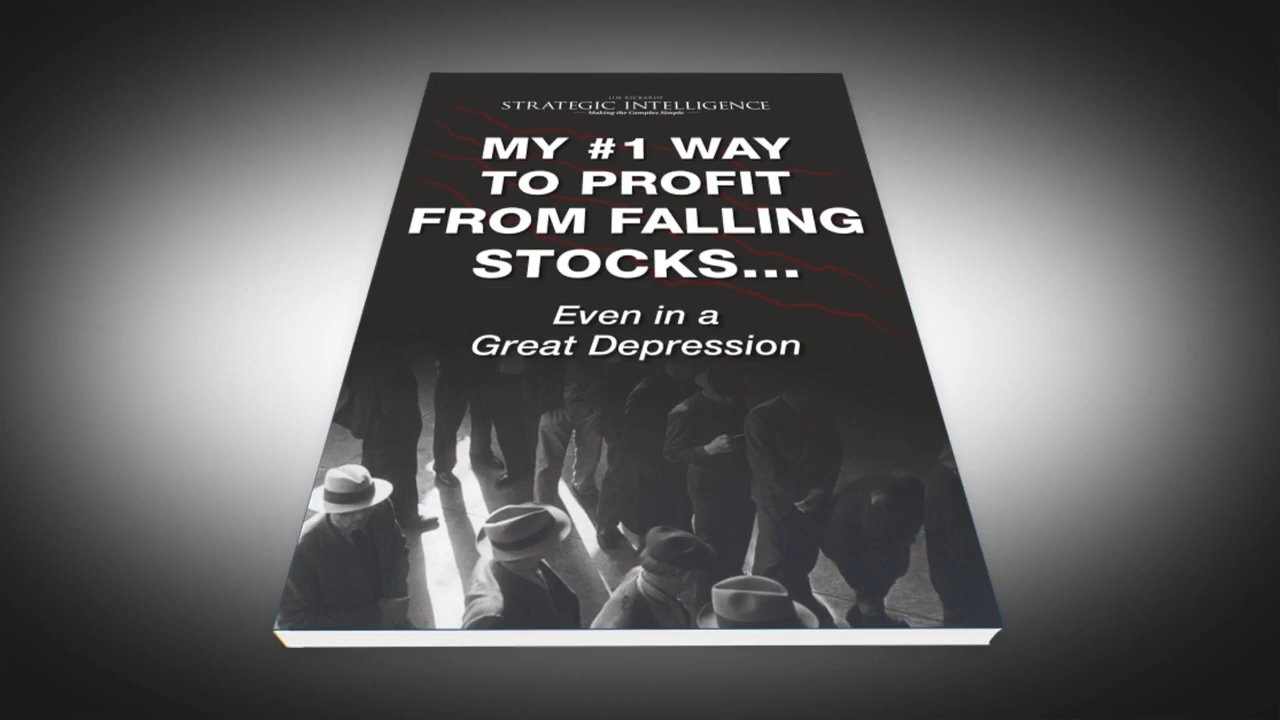 JIM RICKARDS'
STRATEGIC INTELLIGENCE
Making the Complex Simple
MY #1 WAY
TO PROFIT
FROM FALLING
STOCKS...
Even in a
Great Depression